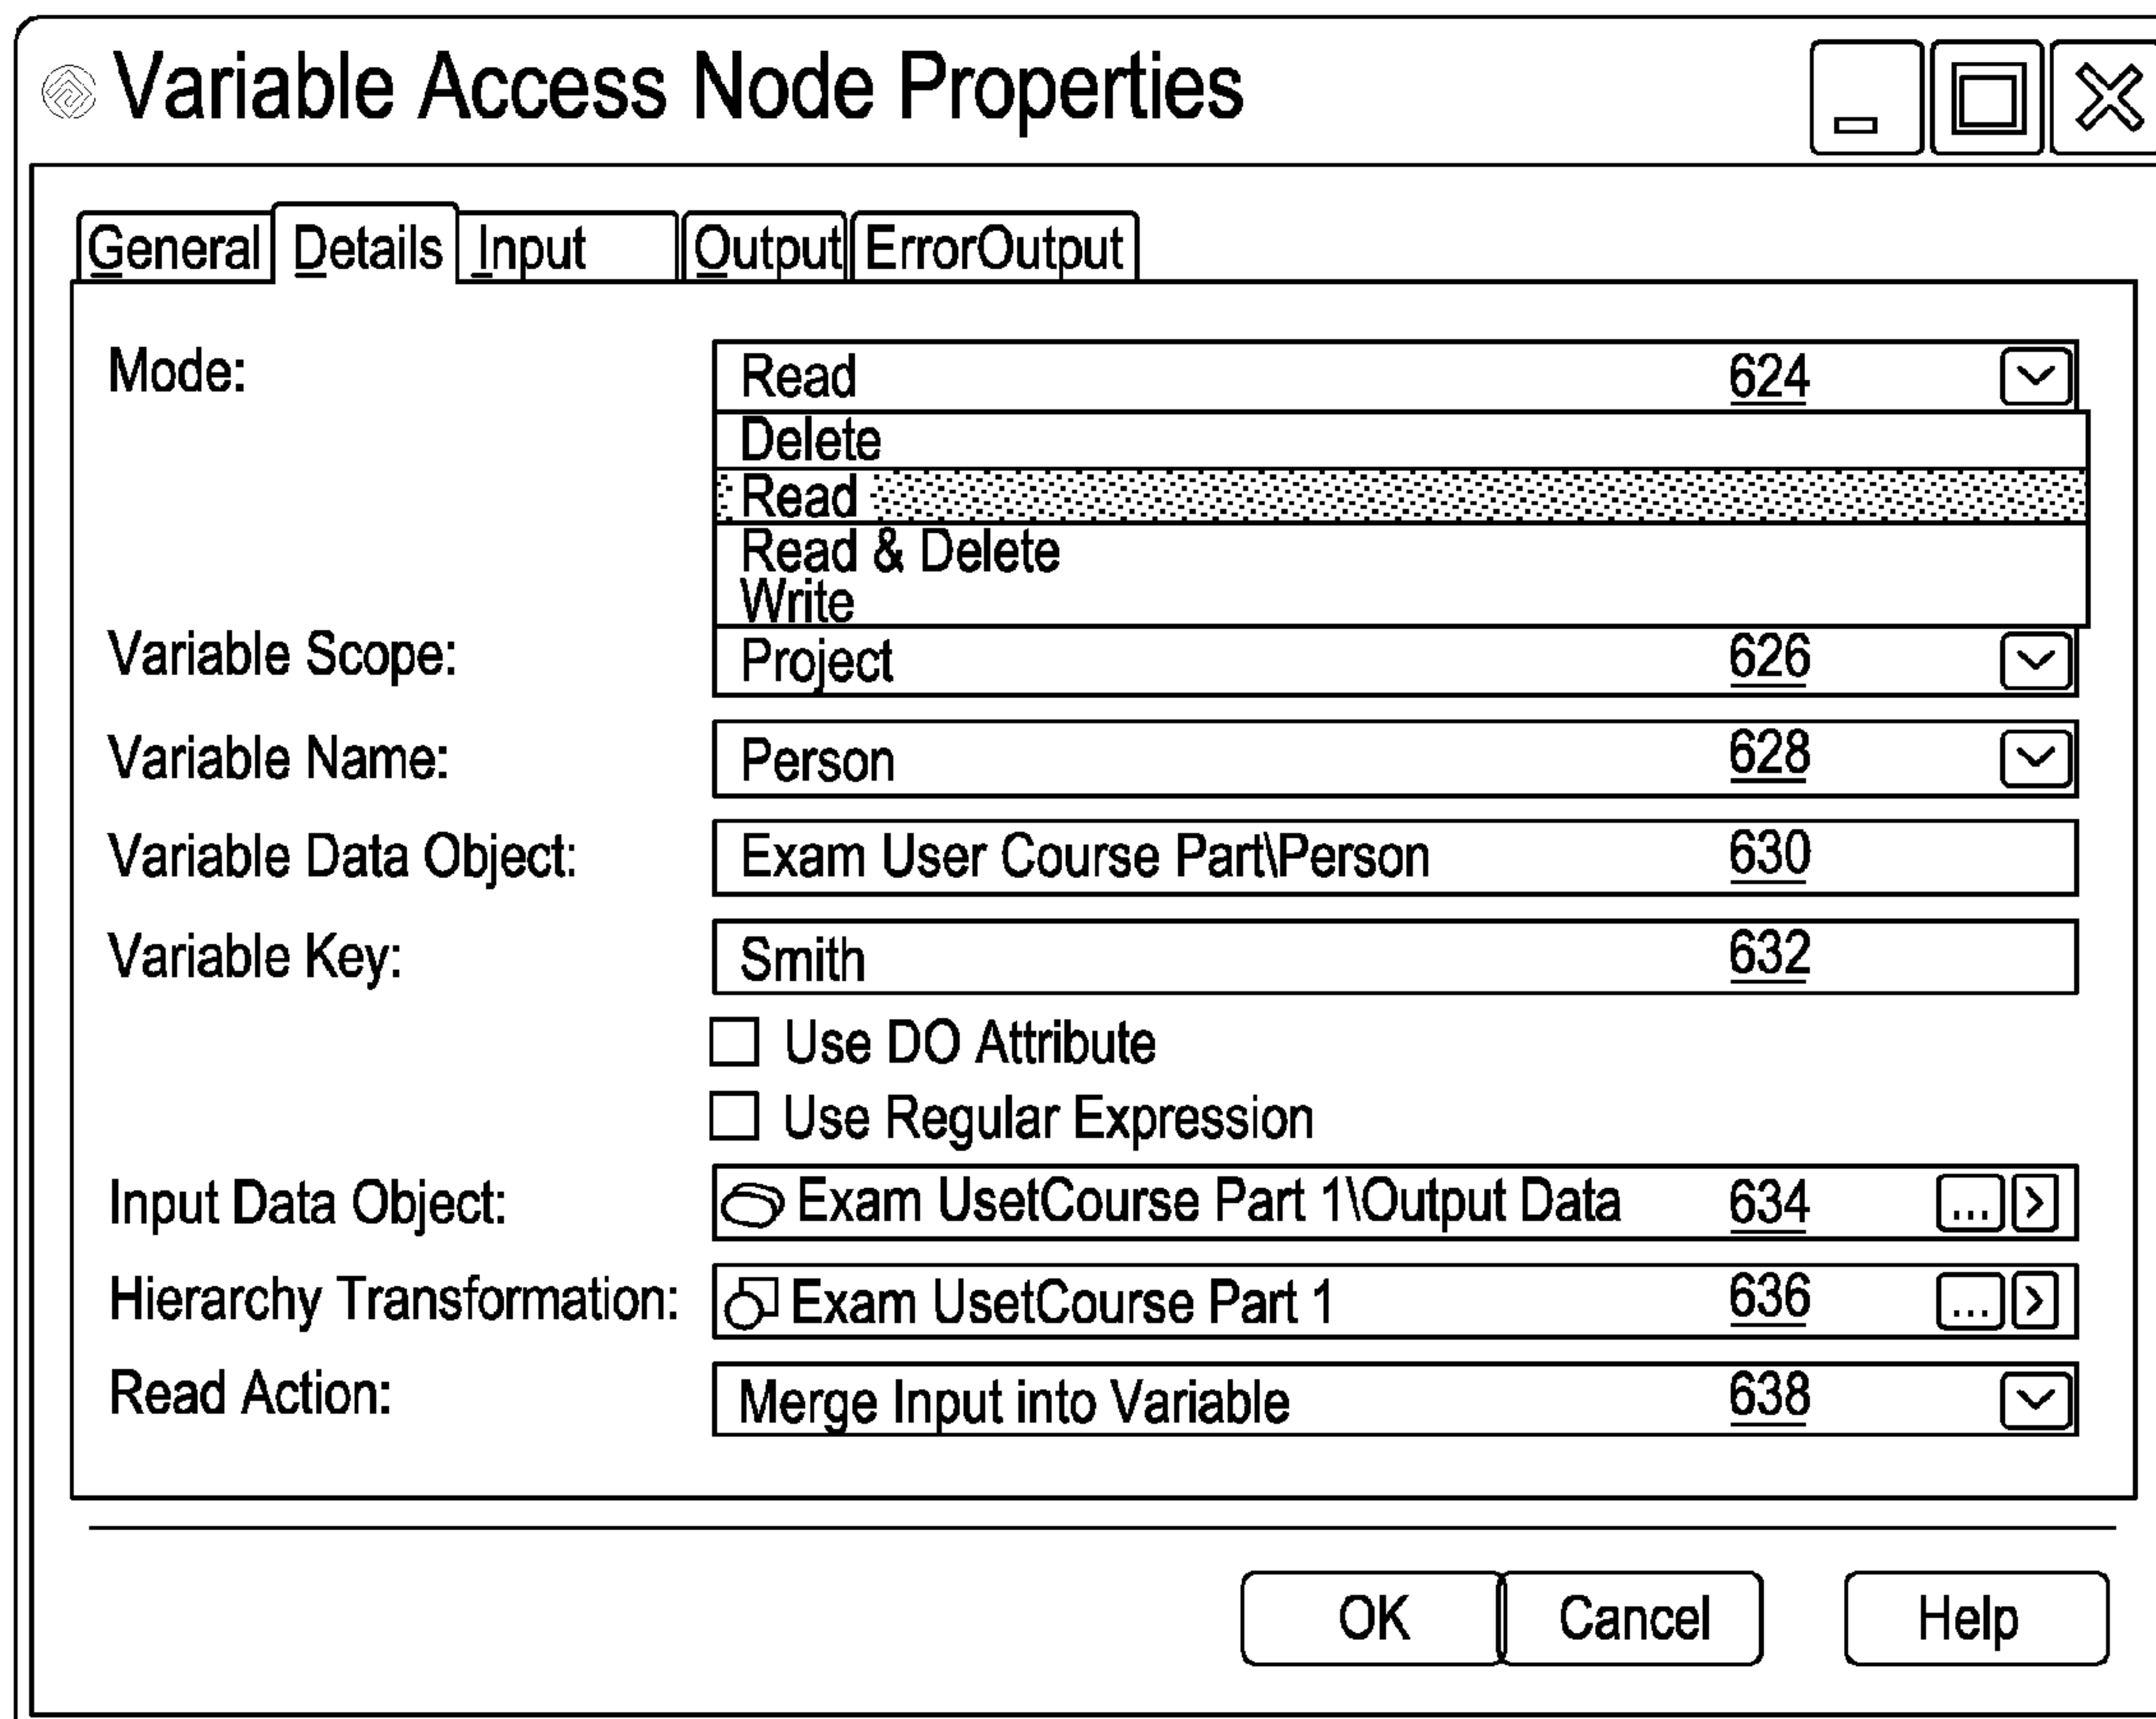 Variable Access Node Properties
General Details Input Output ErrorOutput
Mode: Read 624
Delete
Read
Read & Delete
Write
Variable Scope: Project 626
Variable Name: Person 628
Variable Data Object: Exam User Course Part\Person 630
Variable Key: Smith 632
Use DO Attribute
Use Regular Expression
Input Data Object: Exam UsetCourse Part 1\Output Data 634 ...
Hierarchy Transformation: Exam UsetCourse Part 1 636 ...
Read Action: Merge Input into Variable 638
OK Cancel Help